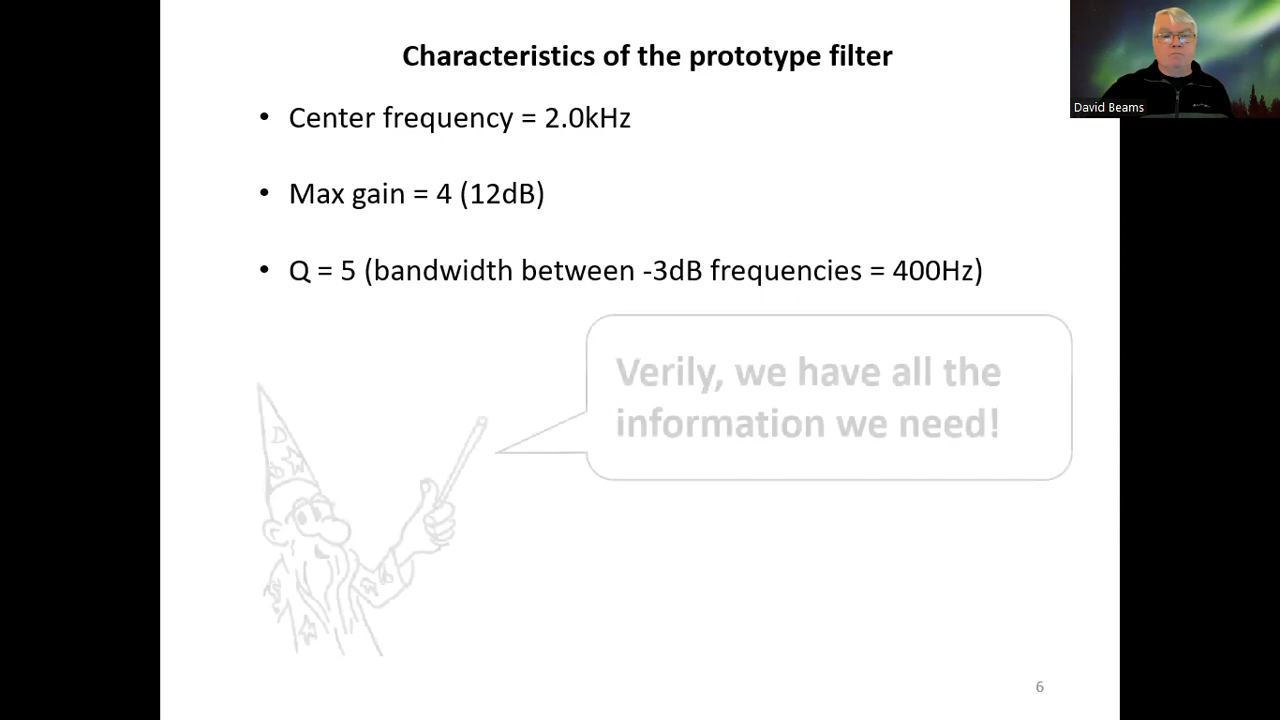 Characteristics of the prototype filter
• Center frequency = 2.0kHz
• Max gain = 4 (12dB)
• Q = 5 (bandwidth between -3dB frequencies = 400Hz)
Verily, we have all the
information we need!
D
David Beams
6